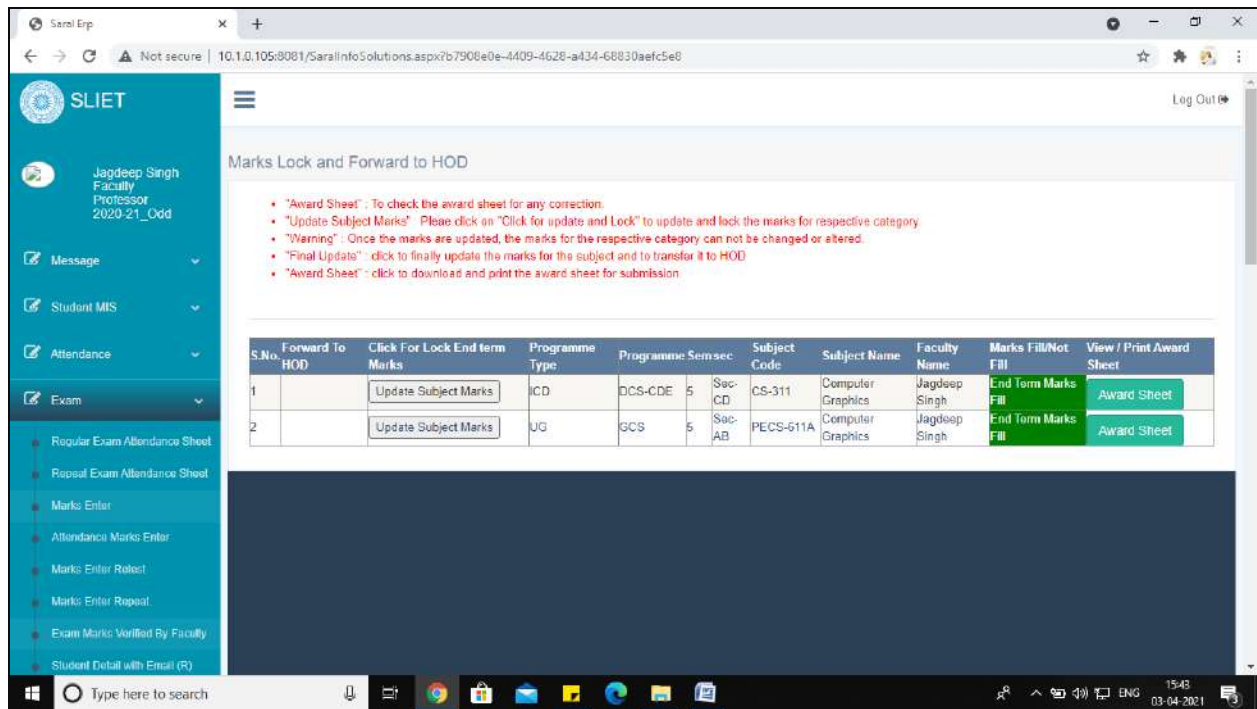 Saral Erp
Not secure | 10.1.0.105:8081/SaralInfoSolutions.aspx?b7908e0e-4409-4628-a434-68830aefc5e8
SLIET
Log Out
Jagdeep Singh
Faculty
Professor
2020-21_Odd
Message
Student MIS
Attendance
Exam
Regular Exam Attendance Sheet
Repeat Exam Attendance Sheet
Marks Enter
Attendance Marks Enter
Marks Enter Retest
Marks Enter Repeat
Exam Marks Verified By Faculty
Student Detail with Email (R)
Marks Lock and Forward to HOD
"Award Sheet" : To check the award sheet for any correction.
"Update Subject Marks" Please click on "Click for update and Lock" to update and lock the marks for respective category
"Warning" : Once the marks are updated, the marks for the respective category can not be changed or altered.
"Final Update" : click to finally update the marks for the subject and to transfer it to HOD
"Award Sheet" : click to download and print the award sheet for submission
S.No. Forward To HOD Click For Lock End term Marks Programme Type Programme Sem sec Subject Code Subject Name Faculty Name Marks Fill/Not Fill View / Print Award Sheet
1 Update Subject Marks ICD DCS-CDE 5 Sec-CD CS-311 Computer Graphics Jagdeep Singh End Term Marks Fill Award Sheet
2 Update Subject Marks UG GCS 5 Sec-AB PECS-511A Computer Graphics Jagdeep Singh End Term Marks Fill Award Sheet
Type here to search
ENG
15:43
03-04-2021